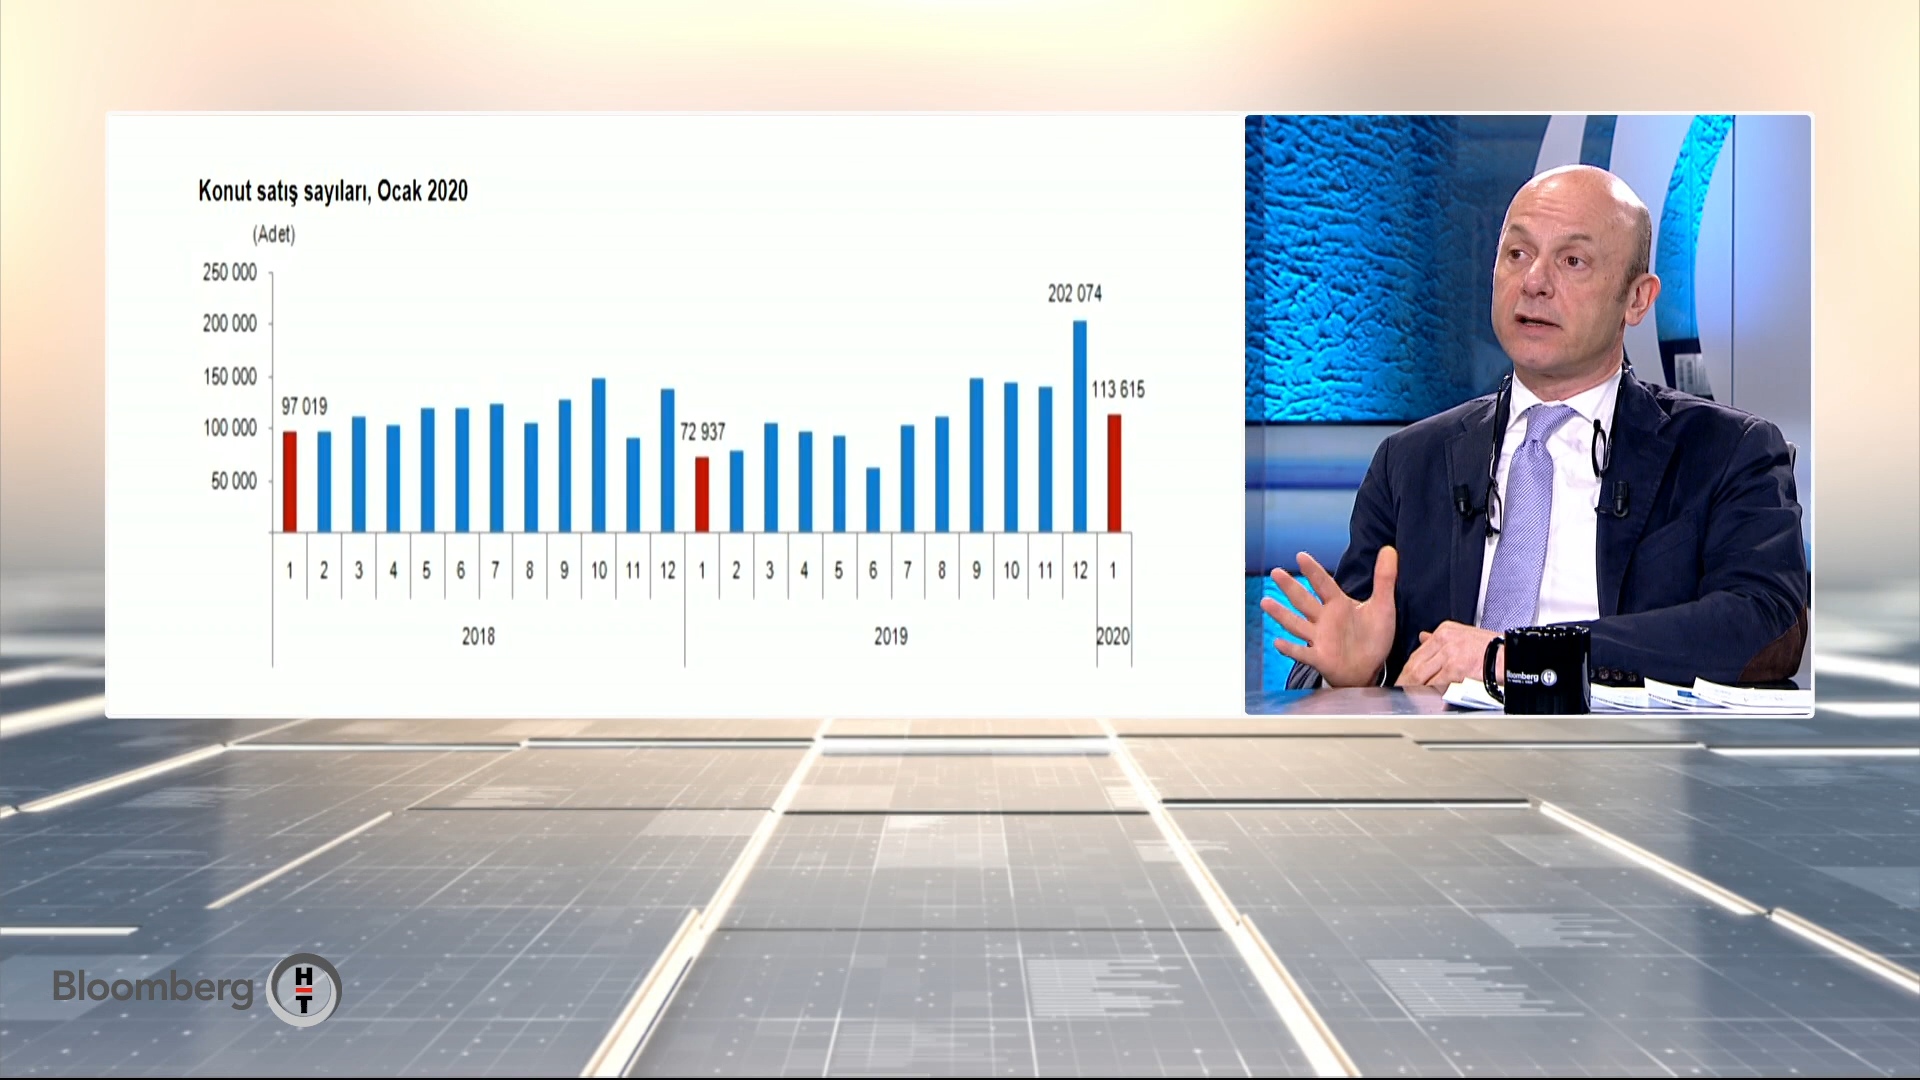 Konut satış sayıları, Ocak 2020
(Adet)
250 000
200 000
150 000
100 000
50 000
97 019
72 937
202 074
113 615
1 2 3 4 5 6 7 8 9 10 11 12 1 2 3 4 5 6 7 8 9 10 11 12 1
2018 2019 2020
Bloomberg
Bloomberg HT